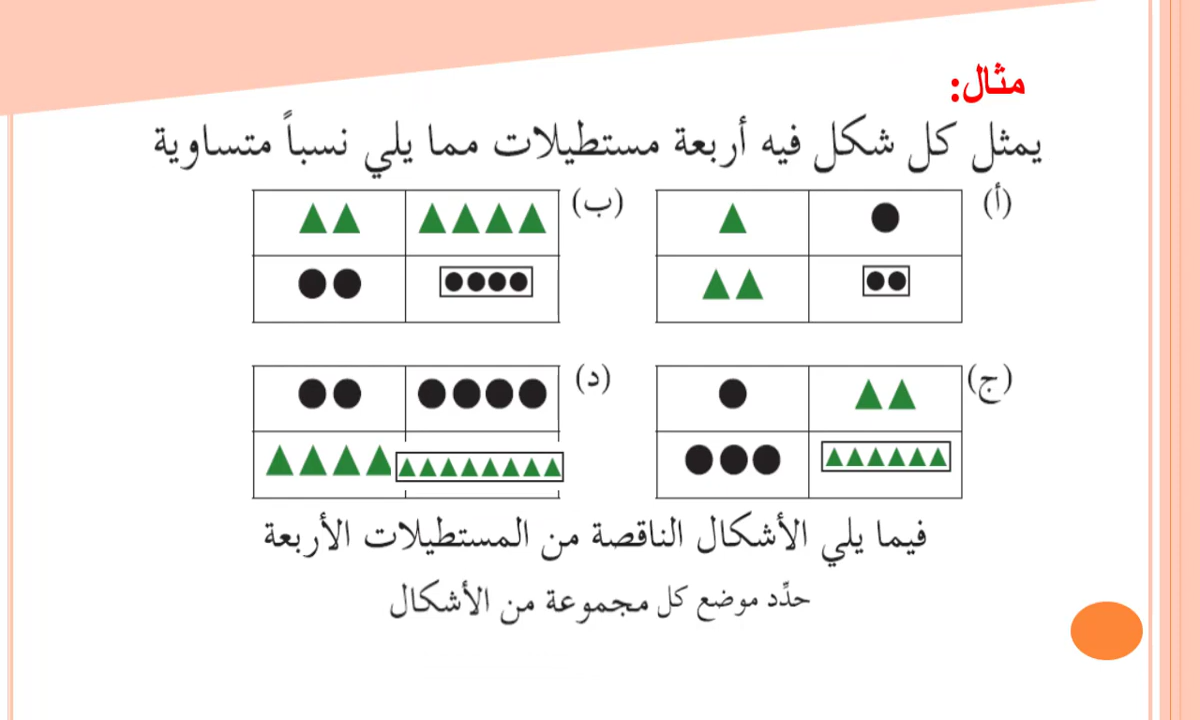 مثال:
يمثل كل شكل فيه أربعة مستطيلات مما يلي نسباً متساوية
(أ)
(ب)
(ج)
(د)
فيما يلي الأشكال الناقصة من المستطيلات الأربعة
حدِّد موضع كل مجموعة من الأشكال